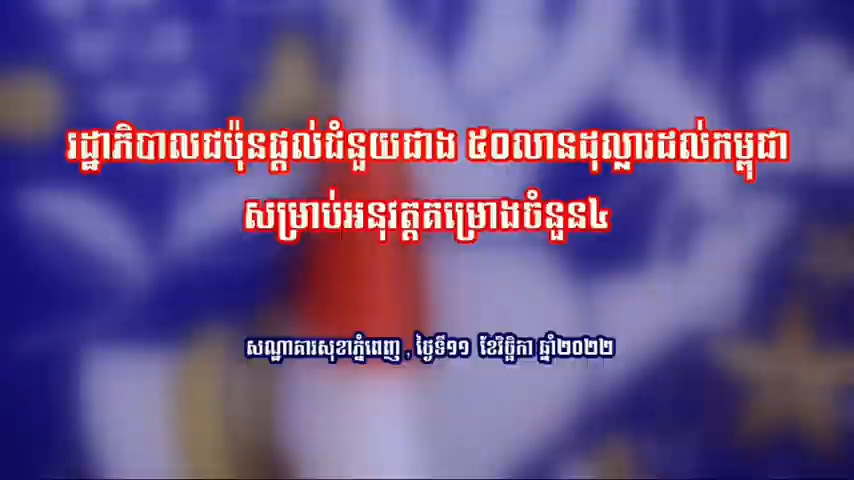 រដ្ឋាភិបាលជប៉ុនផ្តល់ជំនួយជាង ៥០លានដុល្លារដល់កម្ពុជា
សម្រាប់អនុវត្តគម្រោងចំនួន៤
សណ្ឋាគារសុខាភ្នំពេញ , ថ្ងៃទី១១ ខែវិច្ឆិកា ឆ្នាំ២០២២